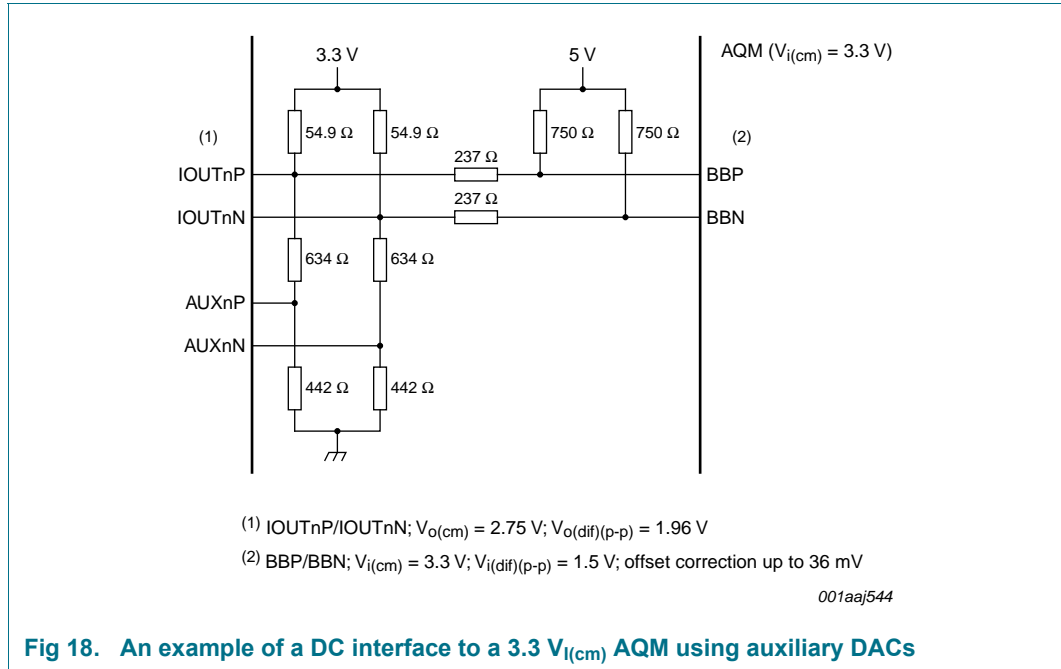 3.3 V
5 V
AQM (Vi(cm) = 3.3 V)
(1)
54.9 Ω
54.9 Ω
750 Ω
750 Ω
(2)
237 Ω
IOUTnP
BBP
237 Ω
IOUTnN
BBN
634 Ω
634 Ω
AUXnP
AUXnN
442 Ω
442 Ω
(1) IOUTnP/IOUTnN; Vo(cm) = 2.75 V; Vo(dif)(p-p) = 1.96 V
(2) BBP/BBN; Vi(cm) = 3.3 V; Vi(dif)(p-p) = 1.5 V; offset correction up to 36 mV
001aaj544
Fig 18. An example of a DC interface to a 3.3 VI(cm) AQM using auxiliary DACs